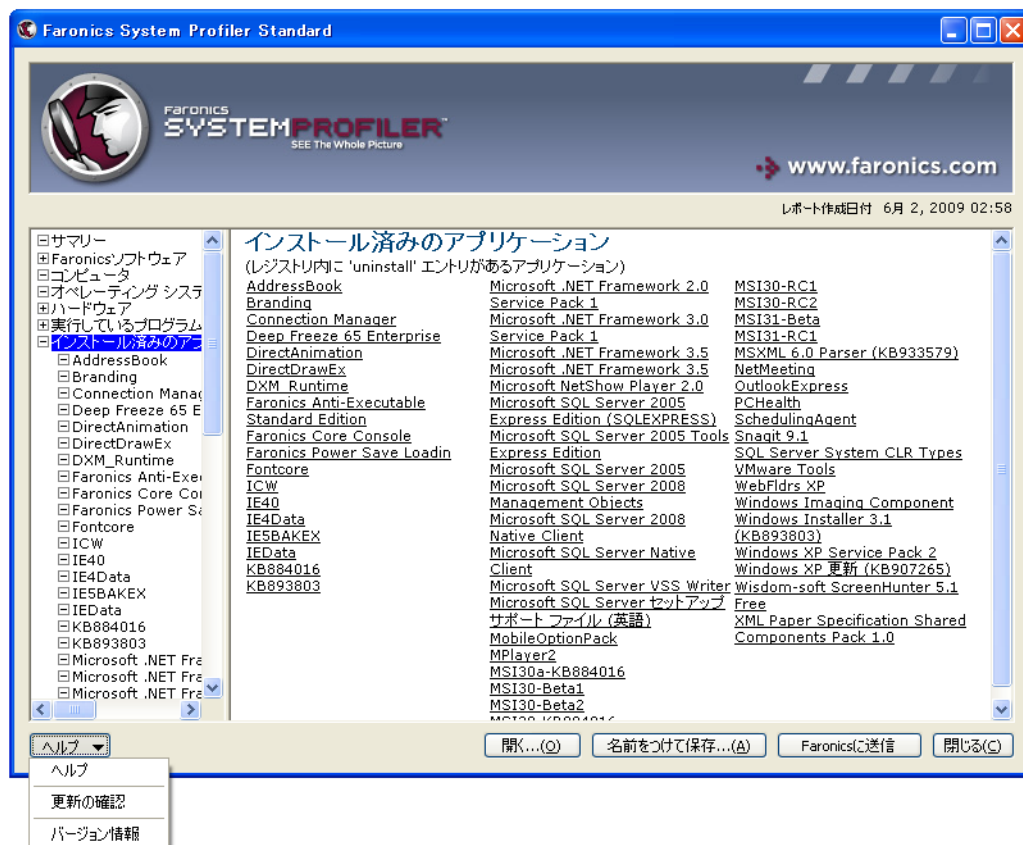 Faronics System Profiler Standard
Faronics
SYSTEMPROFILER™
SEE The Whole Picture
www.faronics.com
レポート作成日付 6月 2, 2009 02:58
サマリー
Faronicsソフトウェア
コンピュータ
オペレーティング システ
ハードウェア
実行しているプログラム
インストール済みのアプ
AddressBook
Branding
Connection Manag
Deep Freeze 65 E
DirectAnimation
DirectDrawEx
DXM_Runtime
Faronics Anti-Exe
Faronics Core Co
Faronics Power Sa
Fontcore
ICW
IE40
IE4Data
IE5BAKEX
IEData
KB884016
KB893803
Microsoft .NET Fra
Microsoft .NET Fra
Microsoft .NET Fra
インストール済みのアプリケーション
(レジストリ内に 'uninstall' エントリがあるアプリケーション)
AddressBook
Branding
Connection Manager
Deep Freeze 65 Enterprise
DirectAnimation
DirectDrawEx
DXM_Runtime
Faronics Anti-Executable
Standard Edition
Faronics Core Console
Faronics Power Save Loadin
Fontcore
ICW
IE40
IE4Data
IE5BAKEX
IEData
KB884016
KB893803
Microsoft .NET Framework 2.0
Service Pack 1
Microsoft .NET Framework 3.0
Service Pack 1
Microsoft .NET Framework 3.5
Microsoft .NET Framework 3.5
Microsoft NetShow Player 2.0
Microsoft SQL Server 2005
Express Edition (SQLEXPRESS)
Microsoft SQL Server 2005 Tools
Express Edition
Microsoft SQL Server 2005
Microsoft SQL Server 2008
Management Objects
Microsoft SQL Server 2008
Native Client
Microsoft SQL Server Native
Client
Microsoft SQL Server VSS Writer
Microsoft SQL Server セットアップ
サポート ファイル (英語)
MobileOptionPack
MPlayer2
MSI30a-KB884016
MSI30-Beta1
MSI30-Beta2
MSI30-KB884016
MSI30-RC1
MSI30-RC2
MSI31-Beta
MSI31-RC1
MSXML 6.0 Parser (KB933579)
NetMeeting
OutlookExpress
PCHealth
SchedulingAgent
Snagit 9.1
SQL Server System CLR Types
VMware Tools
WebFldrs XP
Windows Imaging Component
Windows Installer 3.1
(KB893803)
Windows XP Service Pack 2
Windows XP 更新 (KB907265)
Wisdom-soft ScreenHunter 5.1
Free
XML Paper Specification Shared
Components Pack 1.0
ヘルプ
開く...(O)
名前をつけて保存...(A)
Faronicsに送信
閉じる(C)
ヘルプ
更新の確認
バージョン情報